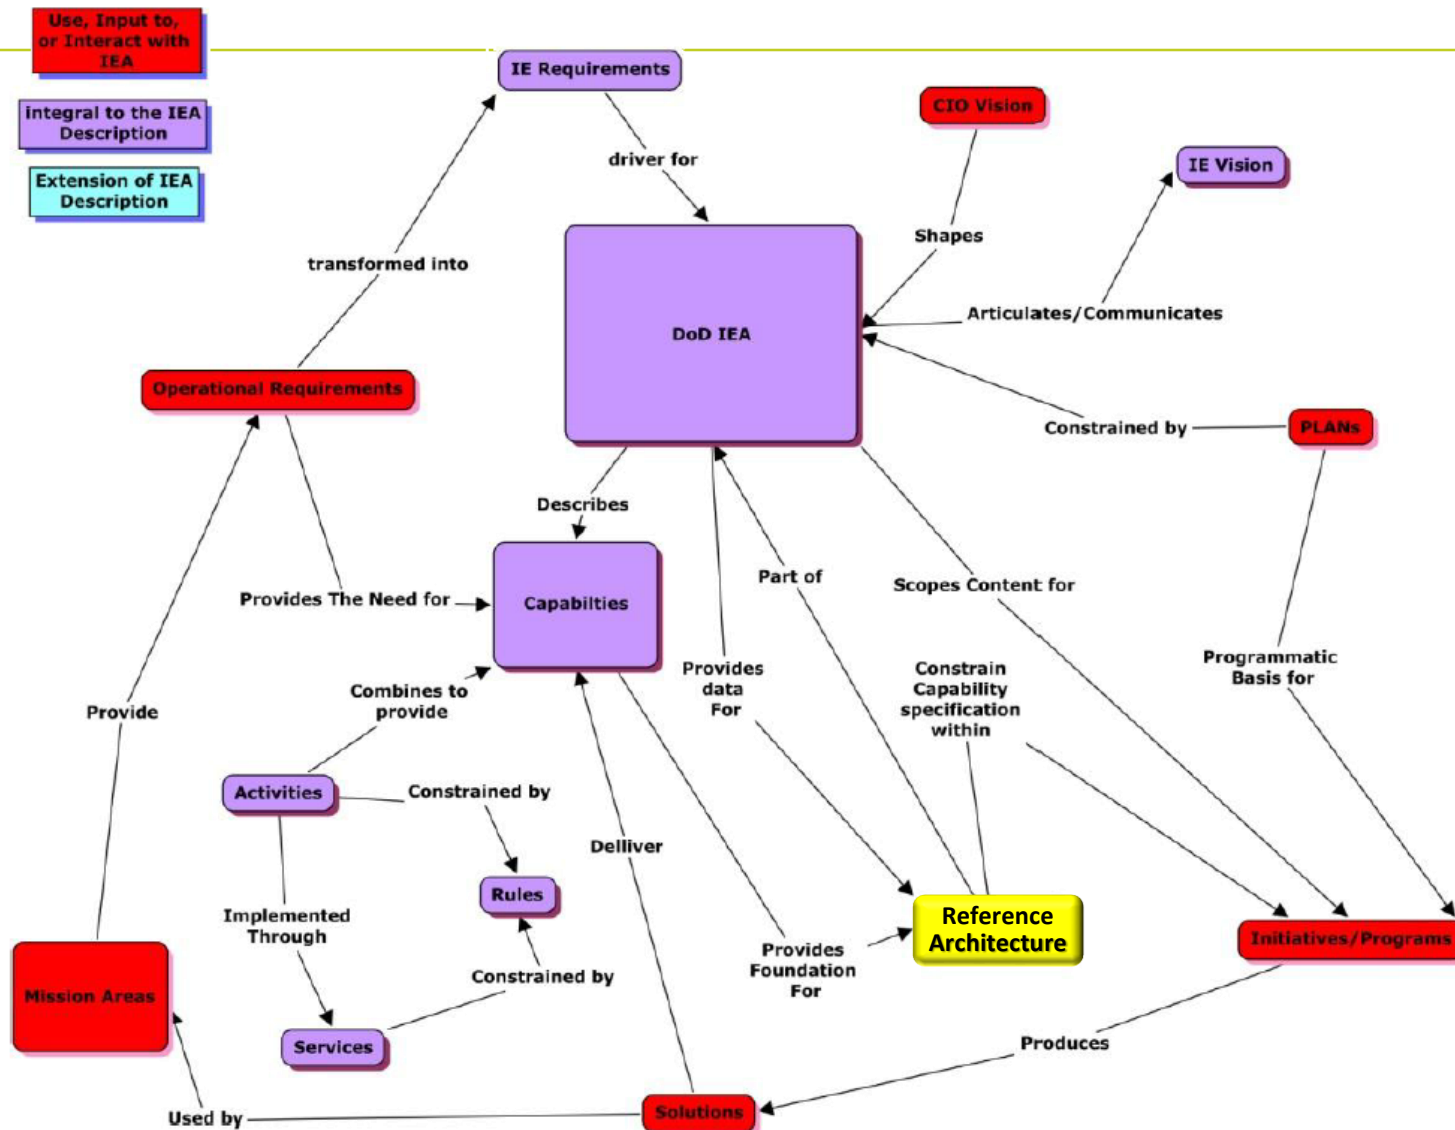 Use, Input to,
or Interact with
IEA
integral to the IEA
Description
Extension of IEA
Description
IE Requirements
CIO Vision
IE Vision
driver for
Shapes
transformed into
Articulates/Communicates
DoD IEA
Operational Requirements
Constrained by
PLANs
Describes
Part of
Scopes Content for
Provides The Need for
Capabilties
Provides
data
For
Constrain
Capability
specification
within
Programmatic
Basis for
Combines to
provide
Provide
Activities
Constrained by
Delliver
Rules
Implemented
Through
Reference
Architecture
Initiatives/Programs
Provides
Foundation
For
Constrained by
Mission Areas
Services
Produces
Used by
Solutions